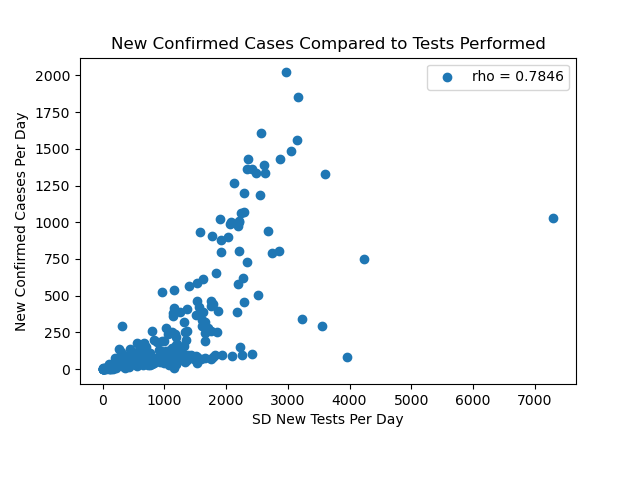 New Confirmed Cases Compared to Tests Performed
rho = 0.7846
New Confirmed Caeses Per Day
2000
1750
1500
1250
1000
750
500
250
0
0 1000 2000 3000 4000 5000 6000 7000
SD New Tests Per Day